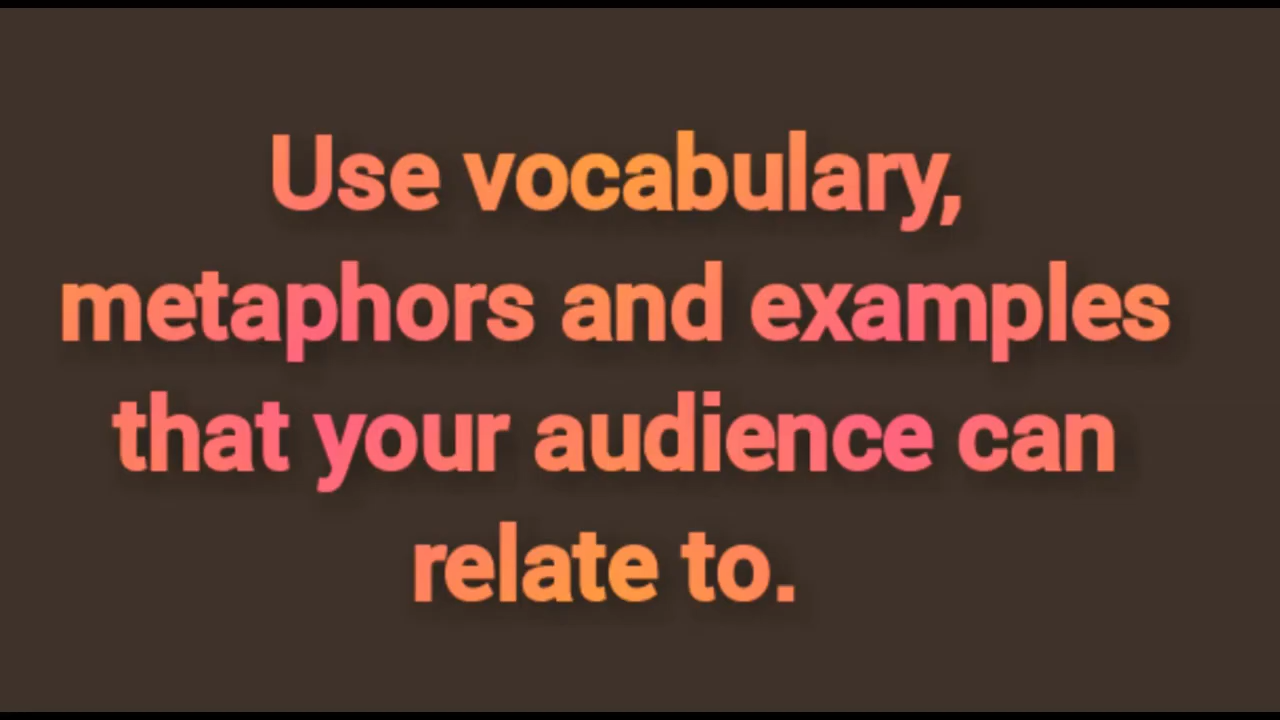 Use vocabulary,
metaphors and examples
that your audience can
relate to.